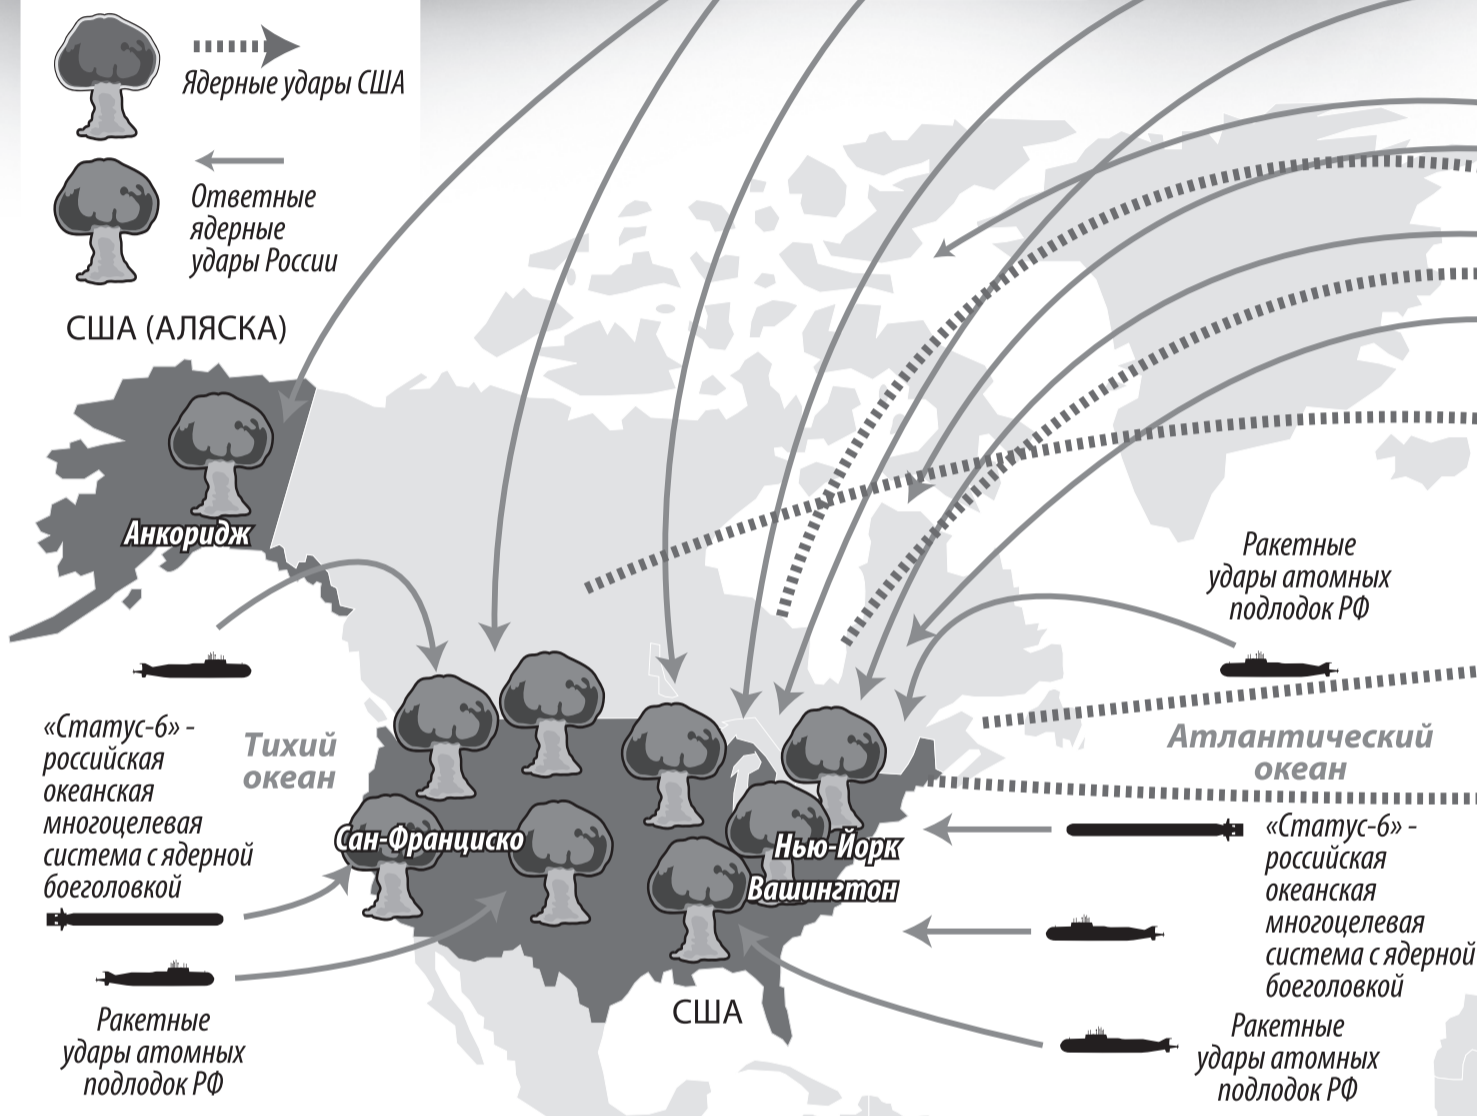 Ядерные удары США
Ответные
ядерные
удары России
США (АЛЯСКА)
Анкоридж
Ракетные
удары атомных
подлодок РФ
«Статус-6» -
российская
океанская
многоцелевая
система с ядерной
боеголовкой
Тихий
океан
Атлантический
океан
Сан-Франциско
Нью-Йорк
Вашингтон
«Статус-6» -
российская
океанская
многоцелевая
система с ядерной
боеголовкой
США
Ракетные
удары атомных
подлодок РФ
Ракетные
удары атомных
подлодок РФ